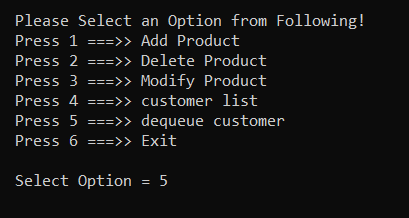 Please Select an Option from Following!
Press 1 ===>> Add Product
Press 2 ===>> Delete Product
Press 3 ===>> Modify Product
Press 4 ===>> customer list
Press 5 ===>> dequeue customer
Press 6 ===>> Exit
Select Option = 5